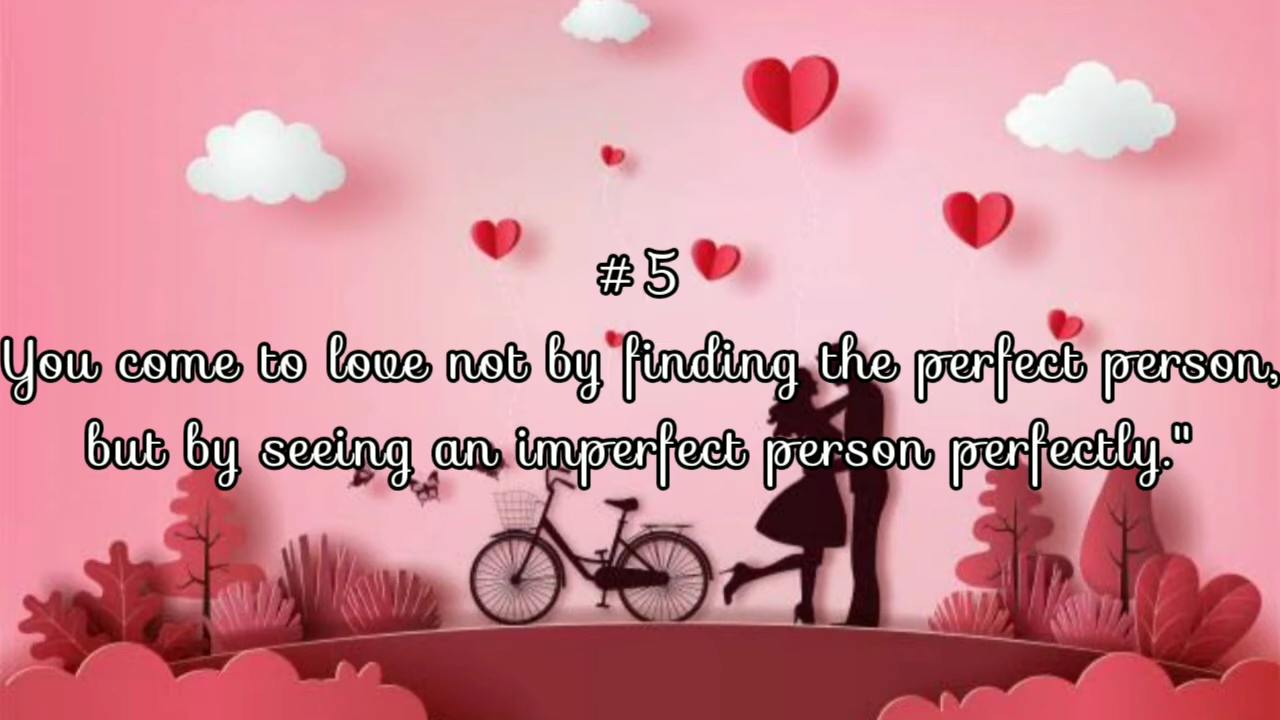 #5
You come to love not by finding the perfect person,
but by seeing an imperfect person perfectly."